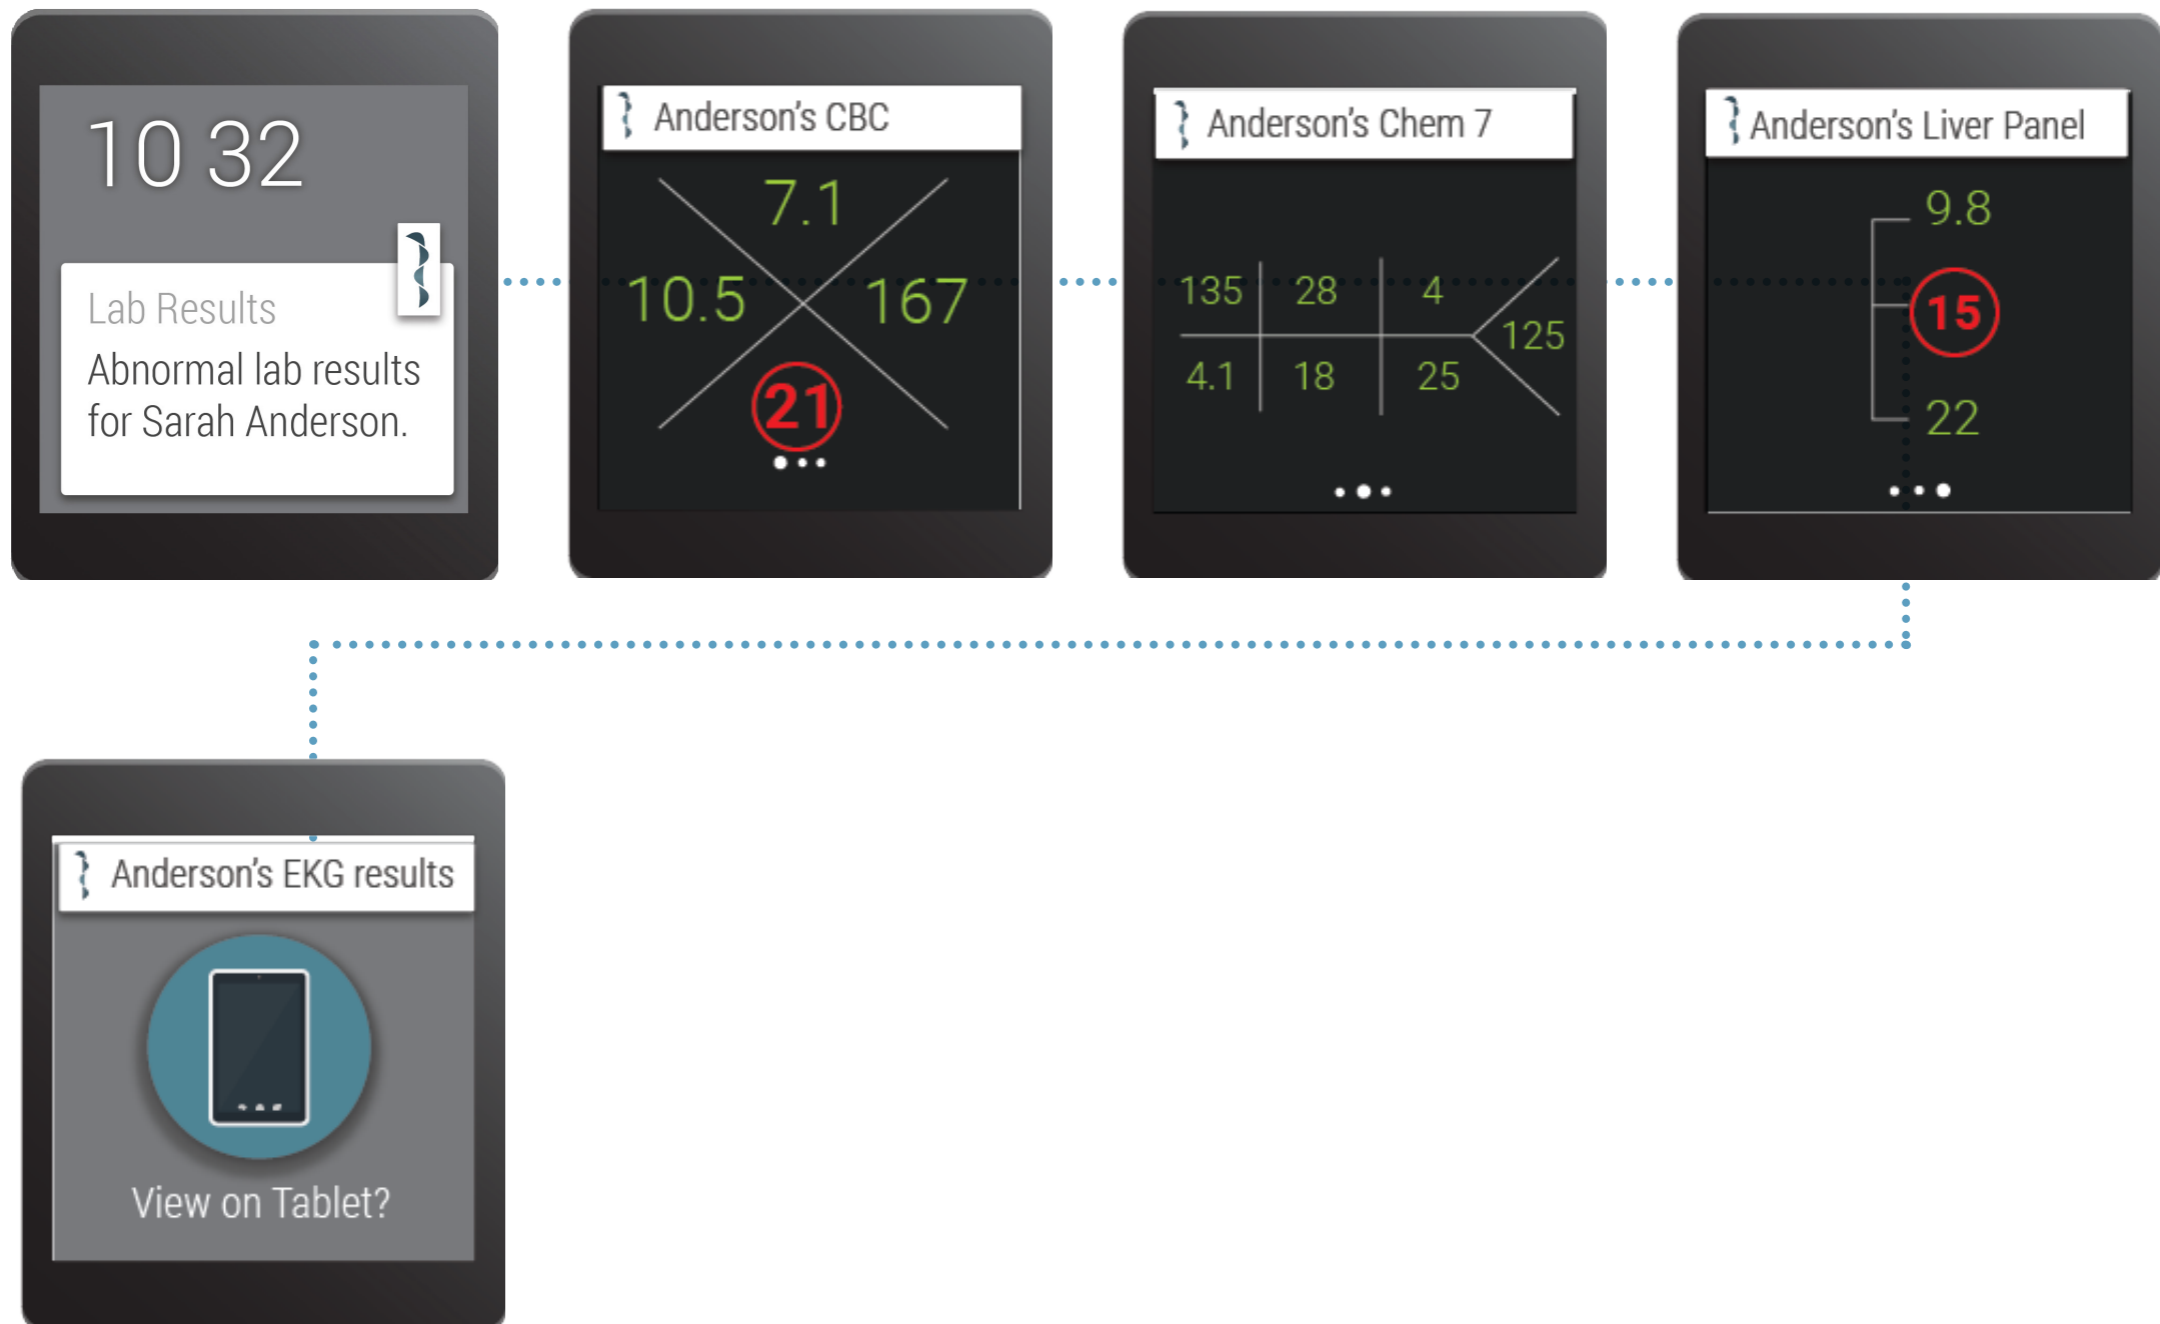 10 32
Lab Results
Abnormal lab results
for Sarah Anderson.
Anderson's CBC
7.1
10.5 167
21
Anderson's Chem 7
135 28 4
125
4.1 18 25
Anderson's Liver Panel
9.8
15
22
Anderson's EKG results
View on Tablet?